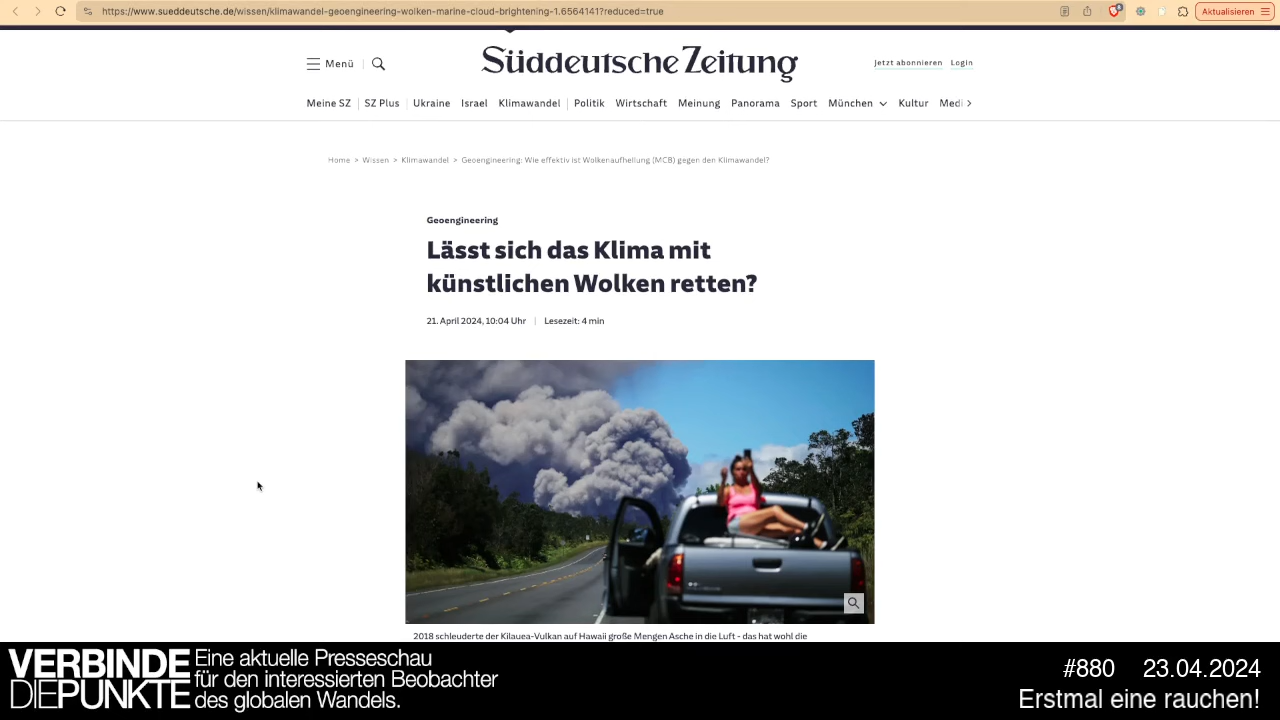 https://www.sueddeutsche.de/wissen/klimawandel-geoengineering-wolken-marine-cloud-brightening-1.6564141?reduced=true
Aktualisieren
Menü
Süddeutsche Zeitung
Jetzt abonnieren Login
Meine SZ SZ Plus Ukraine Israel Klimawandel Politik Wirtschaft Meinung Panorama Sport München Kultur Medi
Home > Wissen > Klimawandel > Geoengineering: Wie effektiv ist Wolkenaufhellung (MCB) gegen den Klimawandel?
Geoengineering
Lässt sich das Klima mit
künstlichen Wolken retten?
21. April 2024, 10:04 Uhr | Lesezeit: 4 min
2018 schleuderte der Kilauea-Vulkan auf Hawaii große Mengen Asche in die Luft - das hat wohl die
VERBINDE
DIEPUNKTE
Eine aktuelle Presseschau
für den interessierten Beobachter
des globalen Wandels.
#880 23.04.2024
Erstmal eine rauchen!